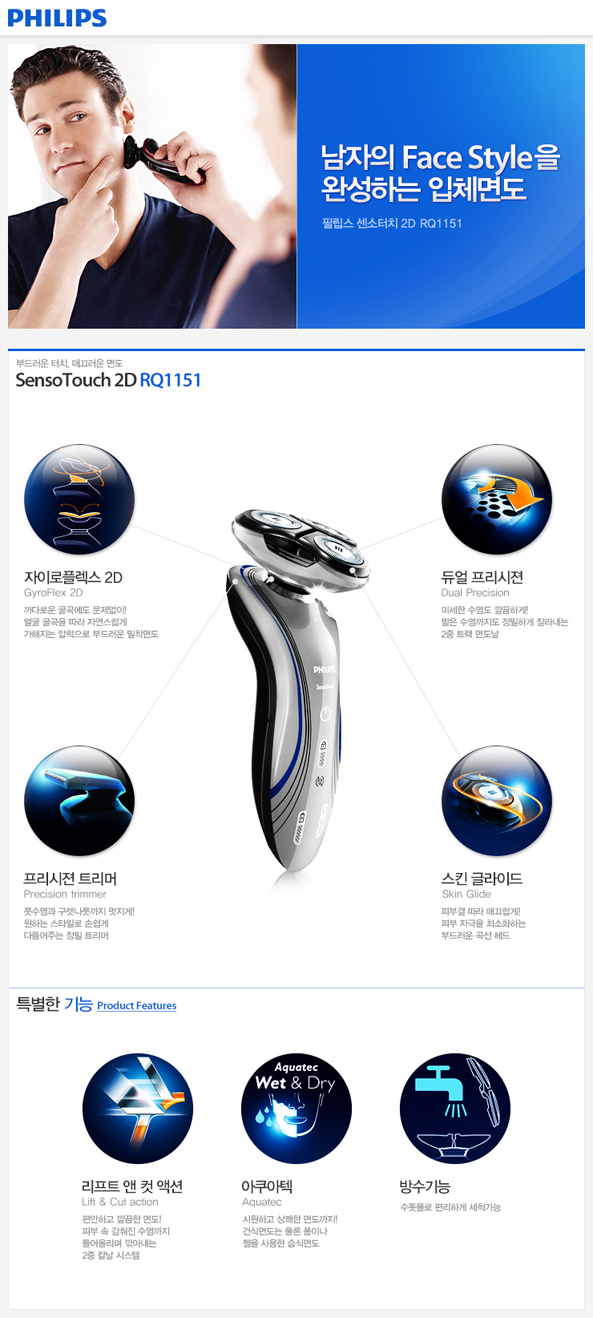 PHILIPS
남자의 Face Style을
완성하는 입체면도
필립스 센소터치 2D RQ1151
부드러운 터치, 매끄러운 면도
SensoTouch 2D RQ1151
자이로플렉스 2D
GyroFlex 2D
까다로운 굴곡에도 문제없이!
얼굴 굴곡을 따라 자연스럽게
가해지는 압력으로 부드러운 밀착면도
듀얼 프리시젼
Dual Precision
미세한 수염도 깔끔하게!
짧은 수염까지도 정밀하게 잘라내는
2중 트랙 면도날
PHILIPS
SensoTouch
프리시젼 트리머
Precision trimmer
콧수염과 구렛나룻까지 멋지게!
원하는 스타일로 손쉽게
다듬어주는 정밀 트리머
스킨 글라이드
Skin Glide
피부결 따라 매끄럽게!
피부 자극을 최소화하는
부드러운 곡선 헤드
특별한 기능 Product Features
리프트 앤 컷 액션
Lift & Cut action
편안하고 깔끔한 면도!
피부 속 감춰진 수염까지
들어올리며 깎아내는
2중 칼날 시스템
Aquatec
Wet & Dry
아쿠아텍
Aquatec
시원하고 상쾌한 면도까지!
건식면도는 물론 폼이나
젤을 사용한 습식면도
방수기능
수돗물로 편리하게 세척가능